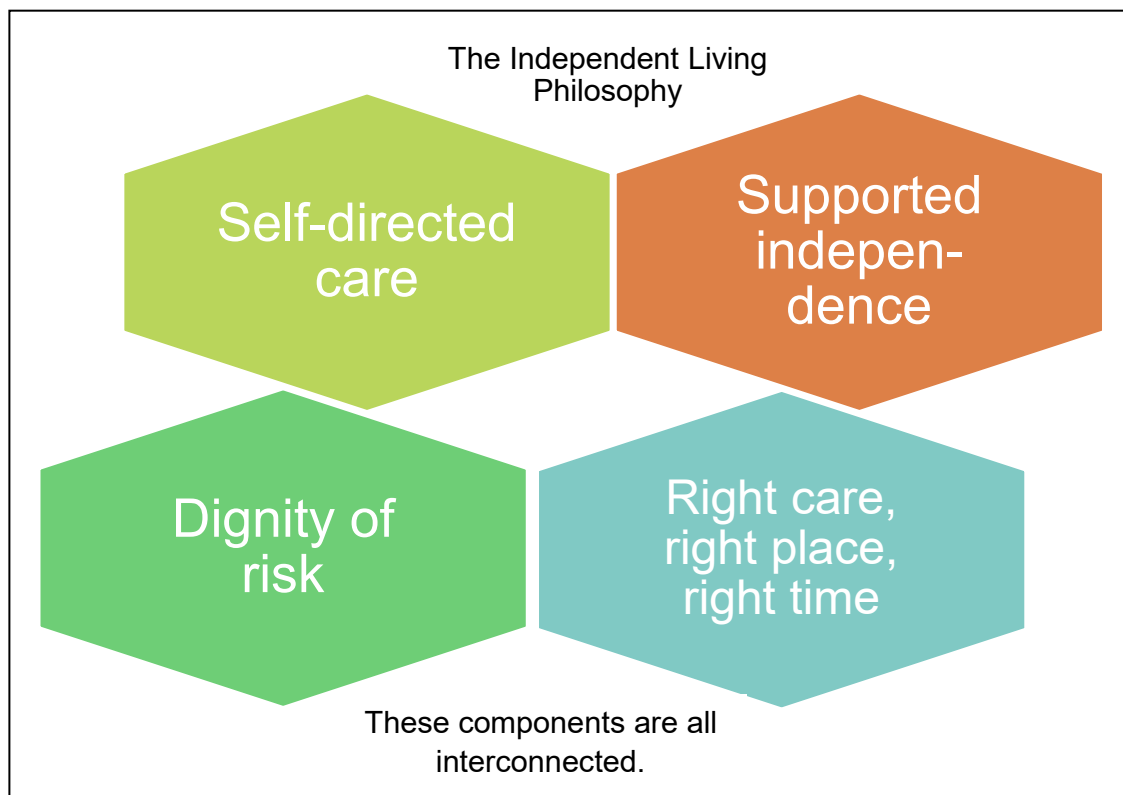 The Independent Living
Philosophy
Self-directed
care
Supported
indepen-
dence
Dignity of
risk
Right care,
right place,
right time
These components are all
interconnected.